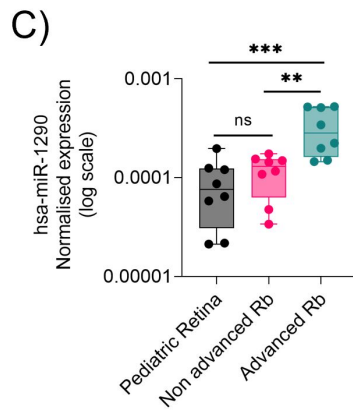 C)
***
**
ns
hsa-miR-1290
Normalised expression
(log scale)
0.001
0.0001
0.00001
Pediatric Retina
Non advanced Rb
Advanced Rb